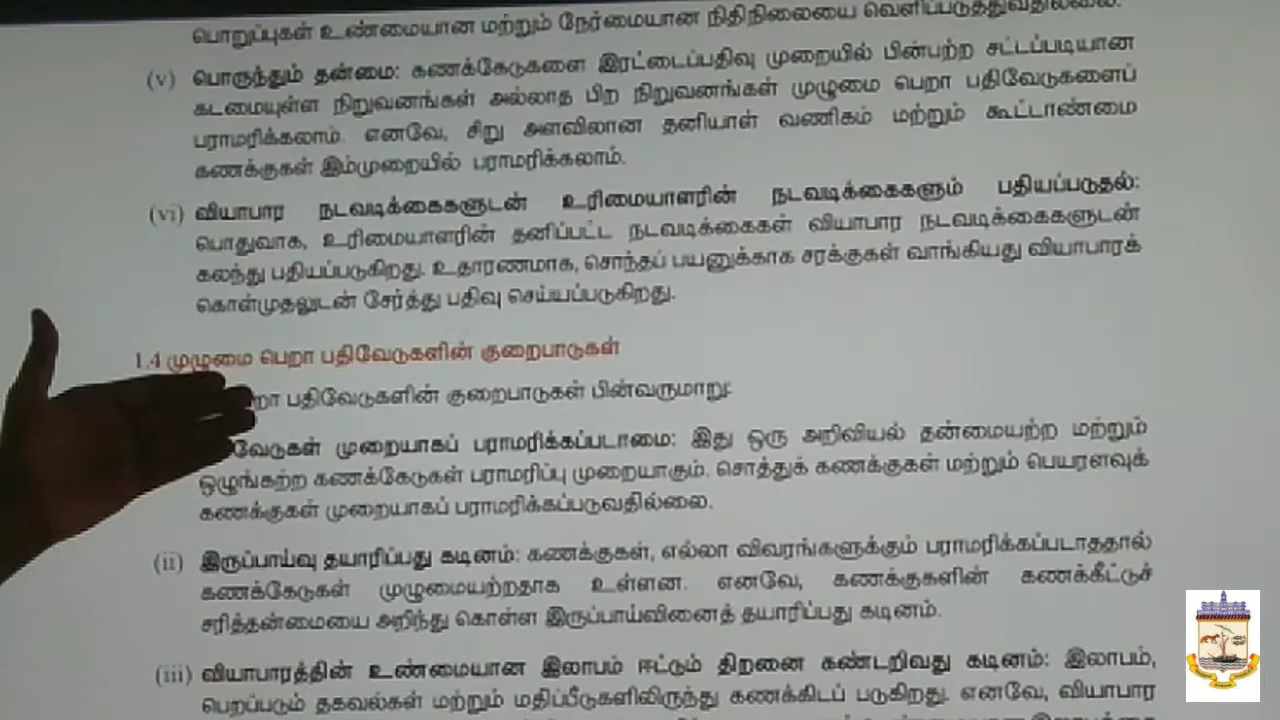 பொறுப்புகள் உண்மையான மற்றும் நேர்மையான நிதிநிலையை வெளிப்படுத்துவதில்லை.
(v) பொருந்தும் தன்மை: கணக்கேடுகளை இரட்டைப்பதிவு முறையில் பின்பற்ற சட்டப்படியான
கடமையுள்ள நிறுவனங்கள் அல்லாத பிற நிறுவனங்கள் முழுமை பெறா பதிவேடுகளைப்
பராமரிக்கலாம். எனவே, சிறு அளவிலான தனியாள் வணிகம் மற்றும் கூட்டாண்மை
கணக்குகள் இம்முறையில் பராமரிக்கலாம்.
(vi) வியாபார நடவடிக்கைகளுடன் உரிமையாளரின் நடவடிக்கைகளும் பதியப்படுதல்:
பொதுவாக, உரிமையாளரின் தனிப்பட்ட நடவடிக்கைகள் வியாபார நடவடிக்கைகளுடன்
கலந்து பதியப்படுகிறது. உதாரணமாக, சொந்தப் பயனுக்காக சரக்குகள் வாங்கியது வியாபாரக்
கொள்முதலுடன் சேர்த்து பதிவு செய்யப்படுகிறது.
1.4 முழுமை பெறா பதிவேடுகளின் குறைபாடுகள்
றா பதிவேடுகளின் குறைபாடுகள் பின்வருமாறு:
வேடுகள் முறையாகப் பராமரிக்கப்படாமை: இது ஒரு அறிவியல் தன்மையற்ற மற்றும்
ஒழுங்கற்ற கணக்கேடுகள் பராமரிப்பு முறையாகும். சொத்துக் கணக்குகள் மற்றும் பெயரளவுக்
கணக்குகள் முறையாகப் பராமரிக்கப்படுவதில்லை.
(ii) இருப்பாய்வு தயாரிப்பது கடினம்: கணக்குகள், எல்லா விவரங்களுக்கும் பராமரிக்கப்படாததால்
கணக்கேடுகள் முழுமையற்றதாக உள்ளன. எனவே, கணக்குகளின் கணக்கீட்டுச்
சரித்தன்மையை அறிந்து கொள்ள இருப்பாய்வினைத் தயாரிப்பது கடினம்.
(iii) வியாபாரத்தின் உண்மையான இலாபம் ஈட்டும் திறனை கண்டறிவது கடினம்: இலாபம்,
பெறப்படும் தகவல்கள் மற்றும் மதிப்பீடுகளிலிருந்து கணக்கிடப் படுகிறது. எனவே, வியாபார